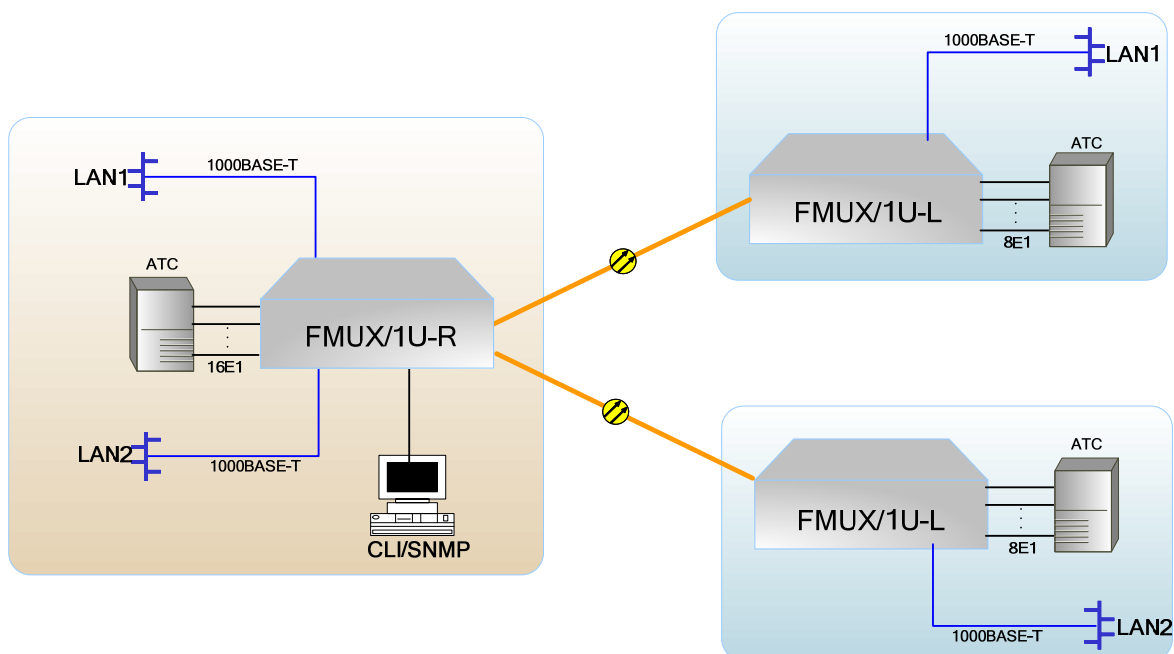 LAN1
1000BASE-T
ATC
16E1
FMUX/1U-R
LAN2
1000BASE-T
CLI/SNMP
1000BASE-T
LAN1
ATC
FMUX/1U-L
8E1
ATC
FMUX/1U-L
8E1
1000BASE-T
LAN2